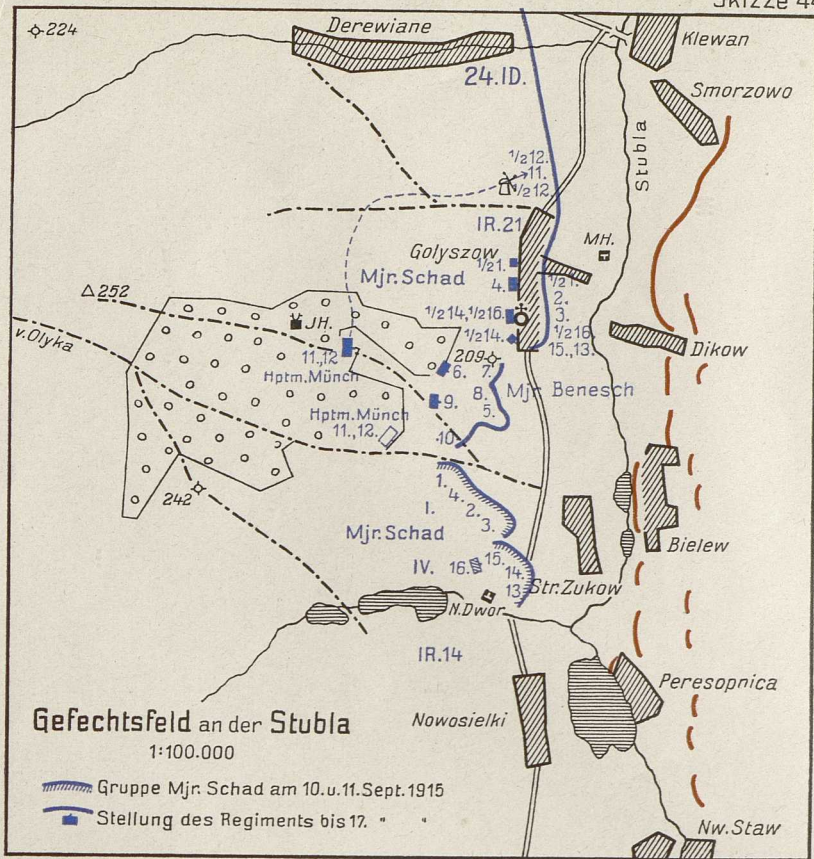 Skizze 44
224
Derewiane
Klewan
24.ID.
Smorzowo
Stubla
1/2 12.
11.
1/2 12
IR.21
MH.
Golyszow
1/2 1.
Mjr. Schad
4.
1/2 1.
2.
3.
1/2 14, 1/2 16.
1/2 16.
1/2 14.
15., 13.
252
JH.
v. Olyka
11., 12
Hptm. Münch
209
6.
7.
Dikow
8.
Mjr. Benesch
9.
5.
Hptm. Münch
11., 12.
10
242
1.
4.
I.
2.
3.
Mjr. Schad
Bielew
IV.
16.
15.
14.
13
Str. Zukow
N. Dwor
IR.14
Peresopnica
Gefechtsfeld an der Stubla
Nowosielki
1:100.000
Gruppe Mjr. Schad am 10. u. 11. Sept. 1915
Stellung des Regiments bis 17. " "
Nw. Staw